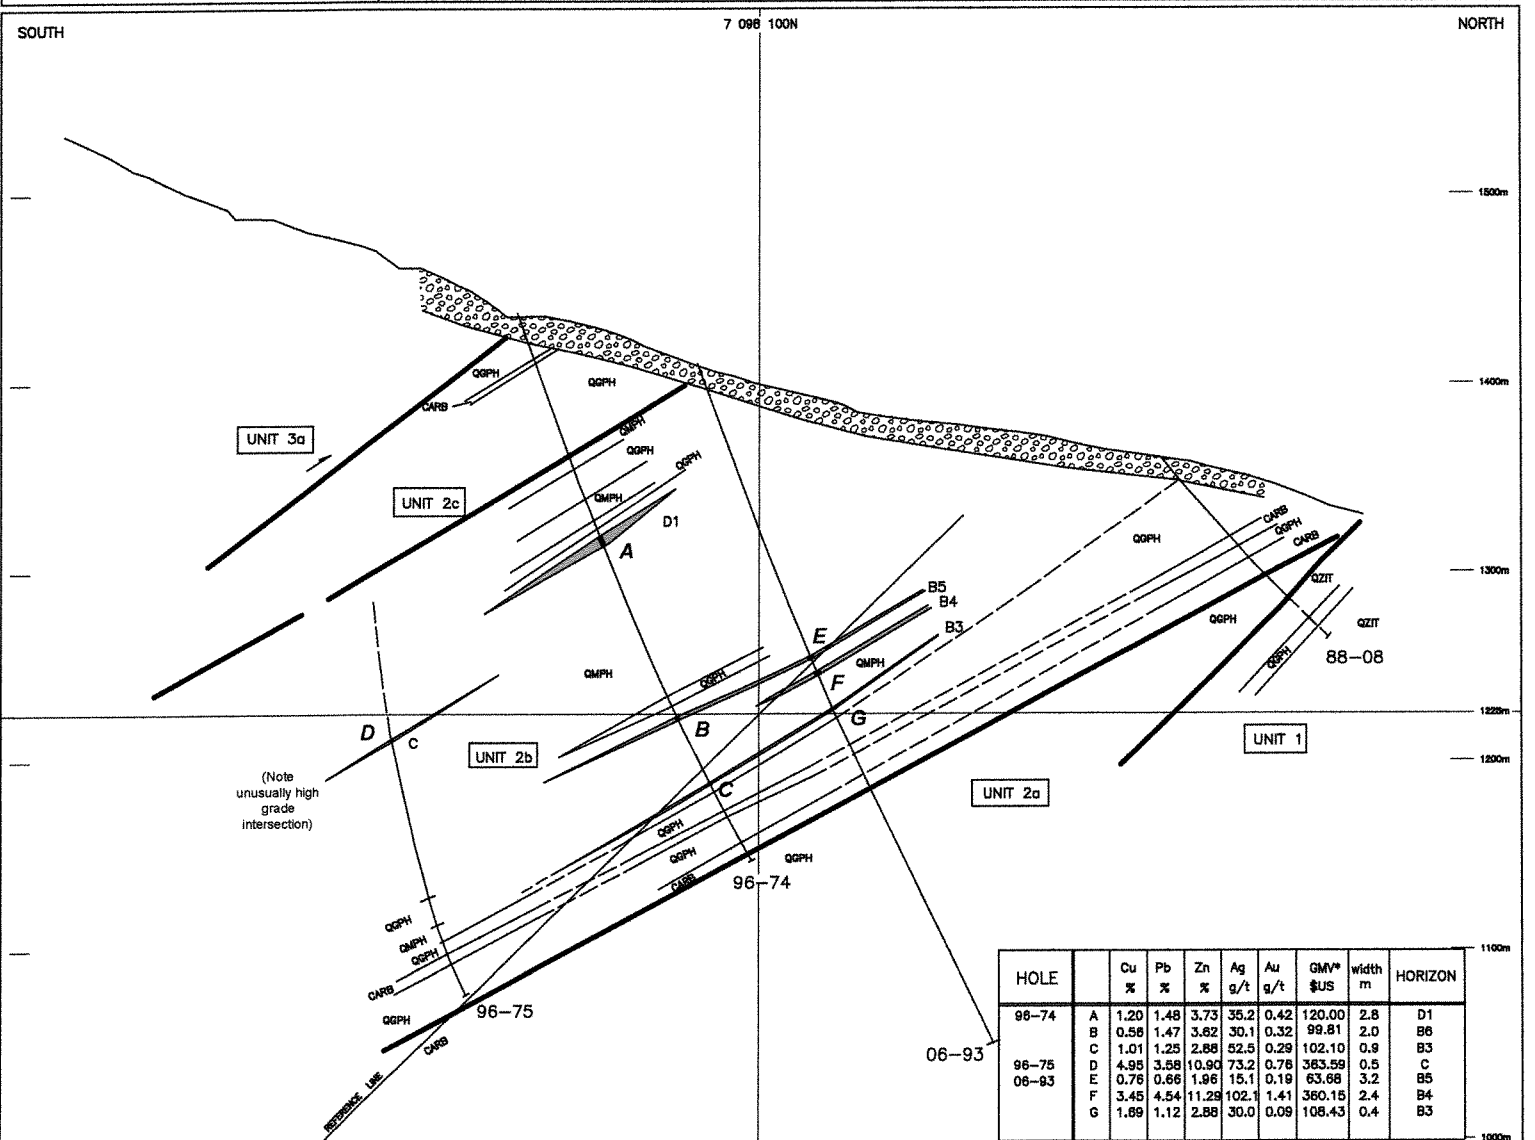 SOUTH
7 098 100N
NORTH
1500m
1400m
QGPH
QGPH
CARB
QMPH
UNIT 3a
QGPH
QGPH
UNIT 2c
QMPH
D1
A
CARB
QGPH
CARB
QGPH
1300m
QZIT
B5
B4
B3
QGPH
QZIT
E
QMPH
88-08
QGPH
QMPH
QGPH
F
D
C
B
G
1225m
UNIT 2b
UNIT 1
1200m
(Note
unusually high
grade
intersection)
C
UNIT 2a
QGPH
QGPH
QGPH
CARB
96-74
QGPH
QMPH
QGPH
1100m
CARB
QGPH
96-75
CARB
06-93
REFERENCE LINE
HOLE Cu % Pb % Zn % Ag g/t Au g/t GMV* $US width m HORIZON
96-74 A 1.20 1.48 3.73 35.2 0.42 120.00 2.8 D1
B 0.56 1.47 3.62 30.1 0.32 99.81 2.0 B6
C 1.01 1.25 2.88 52.5 0.29 102.10 0.9 B3
96-75 D 4.95 3.58 10.90 73.2 0.76 363.59 0.5 C
06-93 E 0.76 0.66 1.96 15.1 0.19 63.68 3.2 B5
F 3.45 4.54 11.29 102.1 1.41 360.15 2.4 B4
G 1.69 1.12 2.88 30.0 0.09 108.43 0.4 B3
1000m